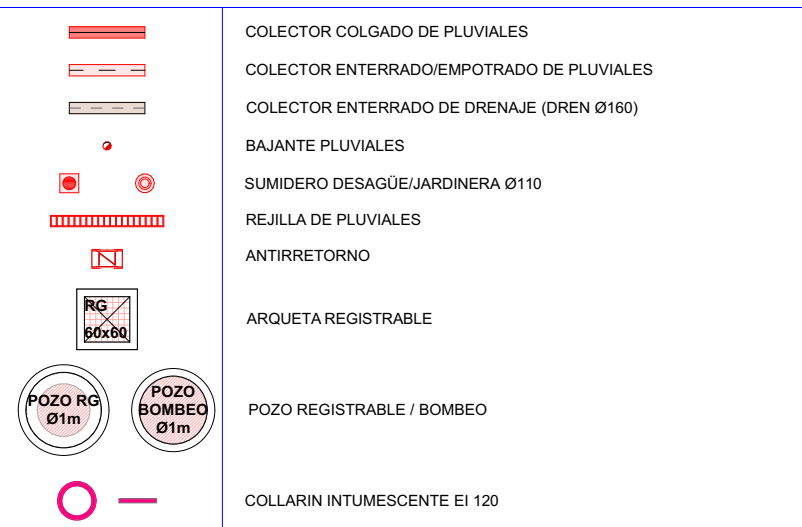 COLECTOR COLGADO DE PLUVIALES
COLECTOR ENTERRADO/EMPOTRADO DE PLUVIALES
COLECTOR ENTERRADO DE DRENAJE (DREN Ø160)
BAJANTE PLUVIALES
SUMIDERO DESAGÜE/JARDINERA Ø110
REJILLA DE PLUVIALES
ANTIRRETORNO
RG
60x60
ARQUETA REGISTRABLE
POZO RG
Ø1m
POZO
BOMBEO
Ø1m
POZO REGISTRABLE / BOMBEO
COLLARIN INTUMESCENTE EI 120